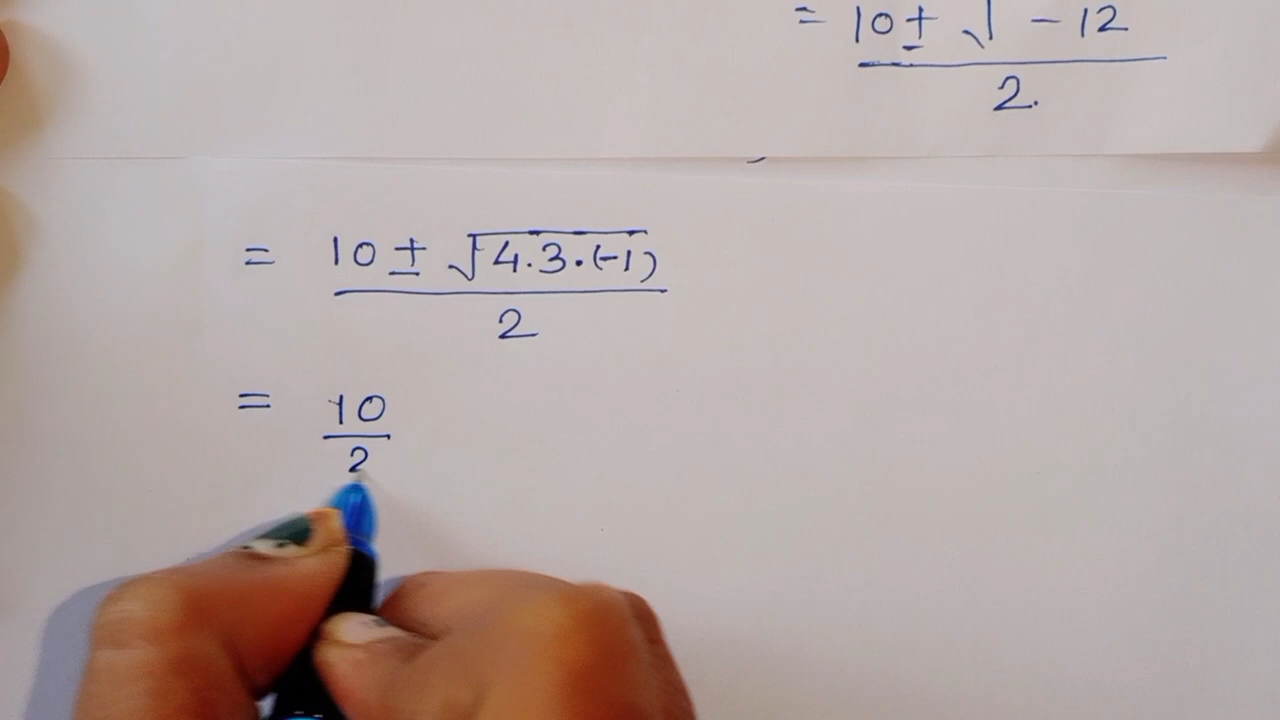 = 10 ± √ - 12
2.
= 10 ± √4.3.(-1)
2
= 10
2